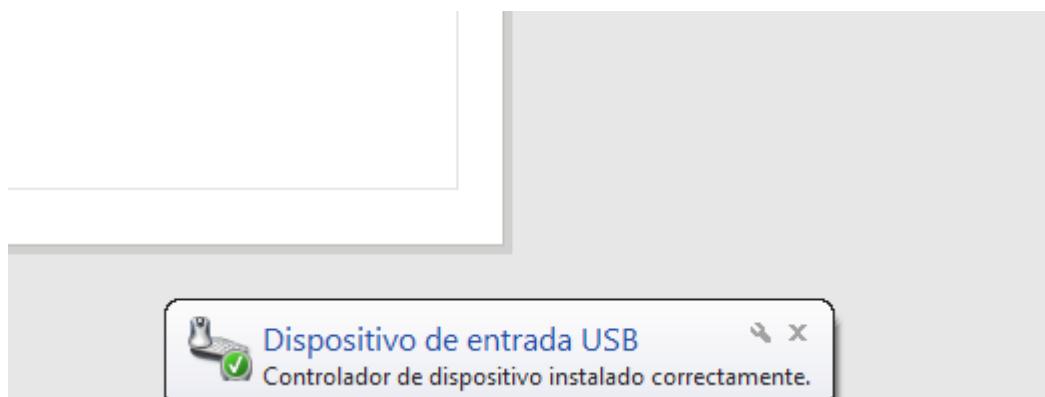 Dispositivo de entrada USB
Controlador de dispositivo instalado correctamente.